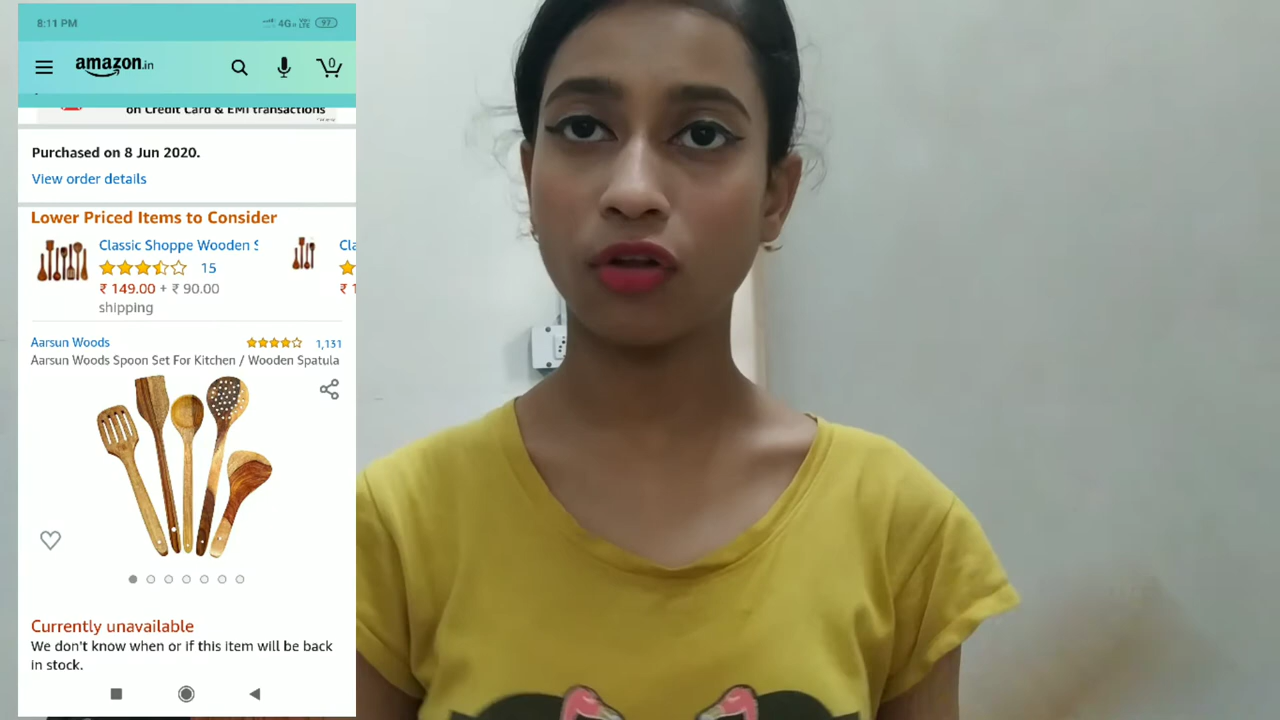 8:11 PM
4G
97
amazon.in
0
on Credit Card & EMI transactions
Purchased on 8 Jun 2020.
View order details
Lower Priced Items to Consider
Classic Shoppe Wooden S
Cla
15
₹ 149.00 + ₹ 90.00
₹ 1
shipping
Aarsun Woods
1,131
Aarsun Woods Spoon Set For Kitchen / Wooden Spatula
Currently unavailable
We don't know when or if this item will be back
in stock.